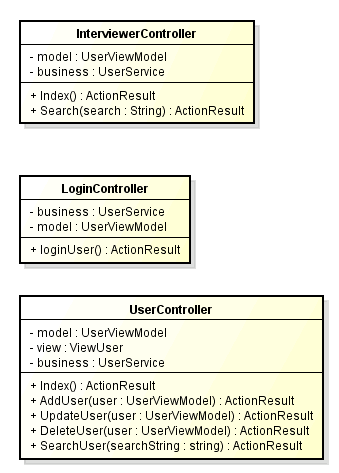 InterviewerController
- model : UserViewModel
- business : UserService
+ Index() : ActionResult
+ Search(search : String) : ActionResult
LoginController
- business : UserService
- model : UserViewModel
+ loginUser() : ActionResult
UserController
- model : UserViewModel
- view : ViewUser
- business : UserService
+ Index() : ActionResult
+ AddUser(user : UserViewModel) : ActionResult
+ UpdateUser(user : UserViewModel) : ActionResult
+ DeleteUser(user : UserViewModel) : ActionResult
+ SearchUser(searchString : string) : ActionResult